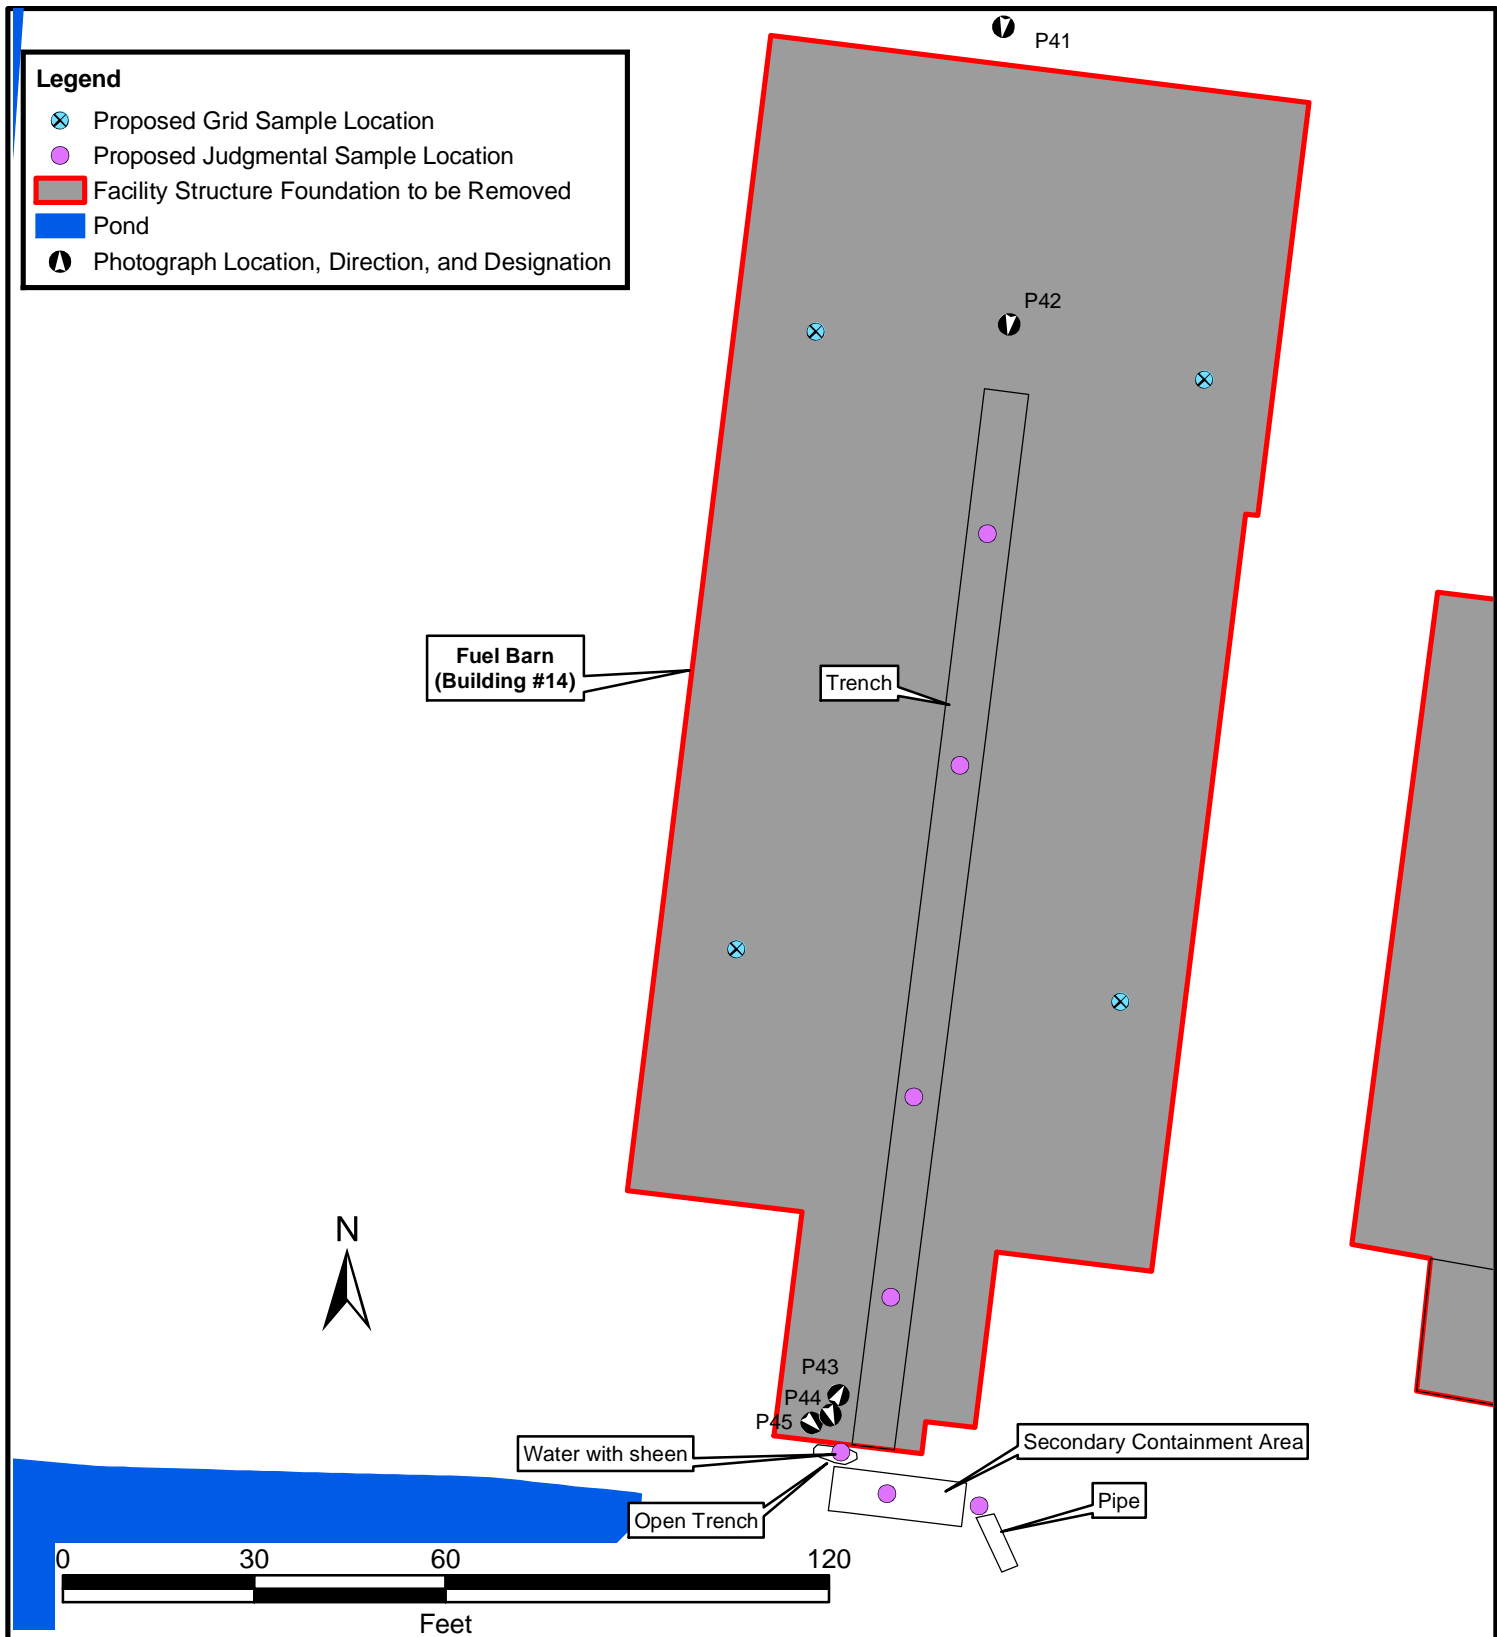 P41
Legend
Proposed Grid Sample Location
Proposed Judgmental Sample Location
Facility Structure Foundation to be Removed
Pond
Photograph Location, Direction, and Designation
P42
Fuel Barn
(Building #14)
Trench
N
P43
P44
P45
Water with sheen
Secondary Containment Area
Open Trench
Pipe
0 30 60 120
Feet